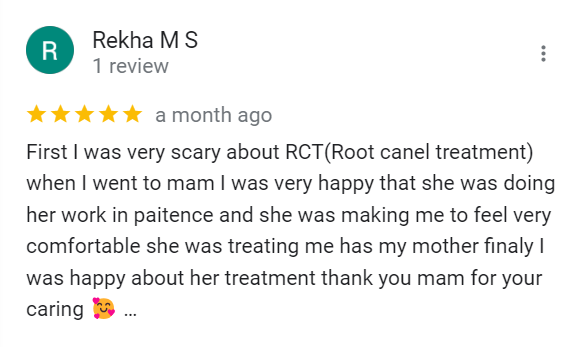 R
Rekha M S
1 review
a month ago
First I was very scary about RCT(Root canel treatment)
when I went to mam I was very happy that she was doing
her work in paitence and she was making me to feel very
comfortable she was treating me has my mother finaly I
was happy about her treatment thank you mam for your
caring 🥰 ...